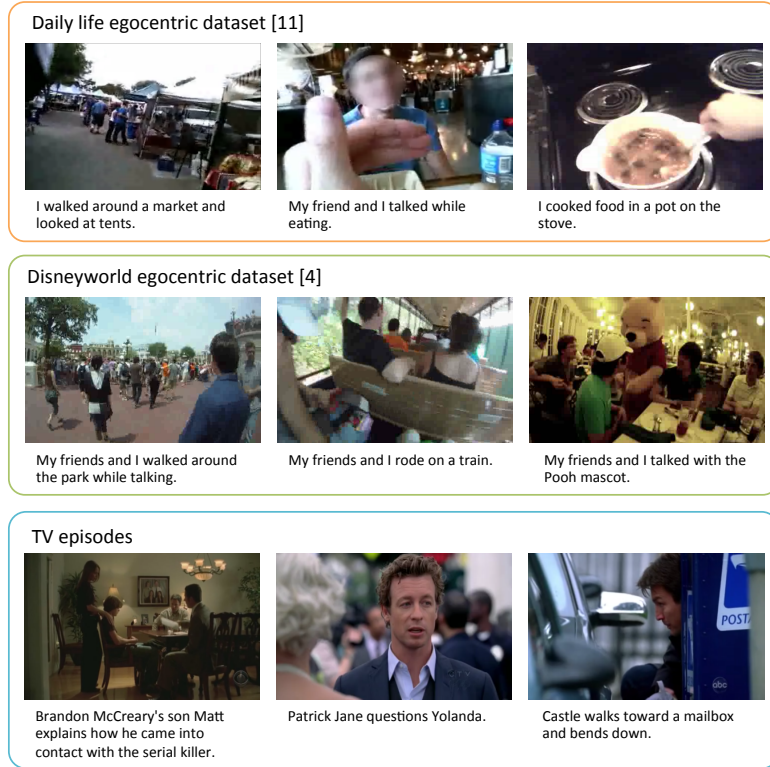 Daily life egocentric dataset [11]
I walked around a market and
looked at tents.
My friend and I talked while
eating.
I cooked food in a pot on the
stove.
Disneyworld egocentric dataset [4]
My friends and I walked around
the park while talking.
My friends and I rode on a train.
My friends and I talked with the
Pooh mascot.
TV episodes
POST
abc
Brandon McCreary's son Matt
explains how he came into
contact with the serial killer.
Patrick Jane questions Yolanda.
Castle walks toward a mailbox
and bends down.